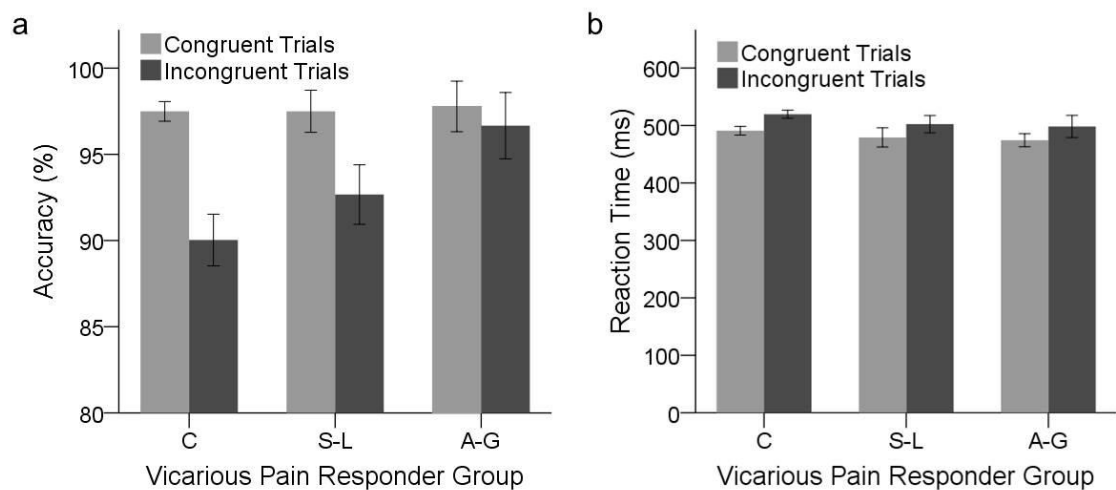 a
Congruent Trials
Incongruent Trials
100
95
90
85
80
Accuracy (%)
C S-L A-G
Vicarious Pain Responder Group
b
Congruent Trials
Incongruent Trials
600
500
400
300
200
100
0
Reaction Time (ms)
C S-L A-G
Vicarious Pain Responder Group